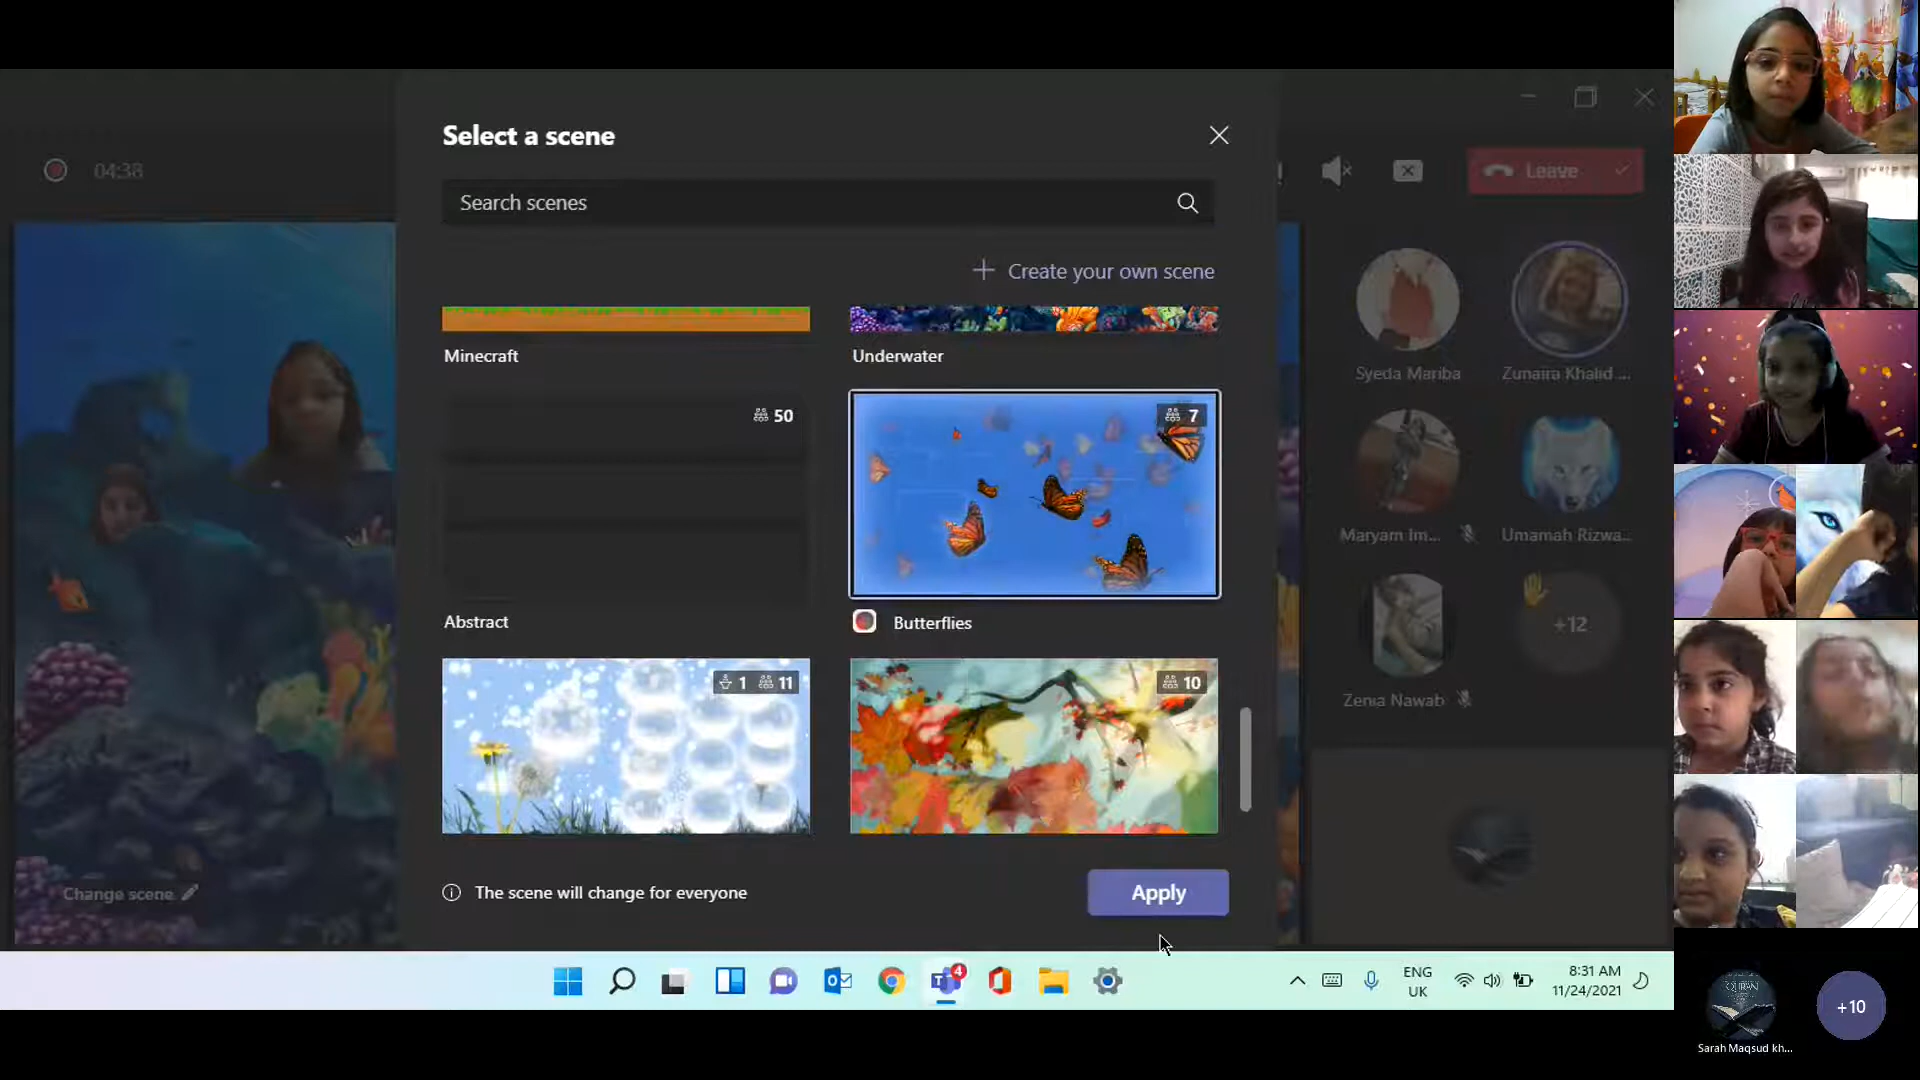 Select a scene
04:38
Leave
Search scenes
Create your own scene
Minecraft
Underwater
Syeda Mariba
Zunaira Khalid ...
50
7
Maryam Im...
Umamah Rizwa...
Abstract
Butterflies
+12
1 11
10
Zenia Nawab
Change scene
The scene will change for everyone
Apply
4
ENG
UK
8:31 AM
11/24/2021
QURAN
+10
Sarah Maqsud kh...